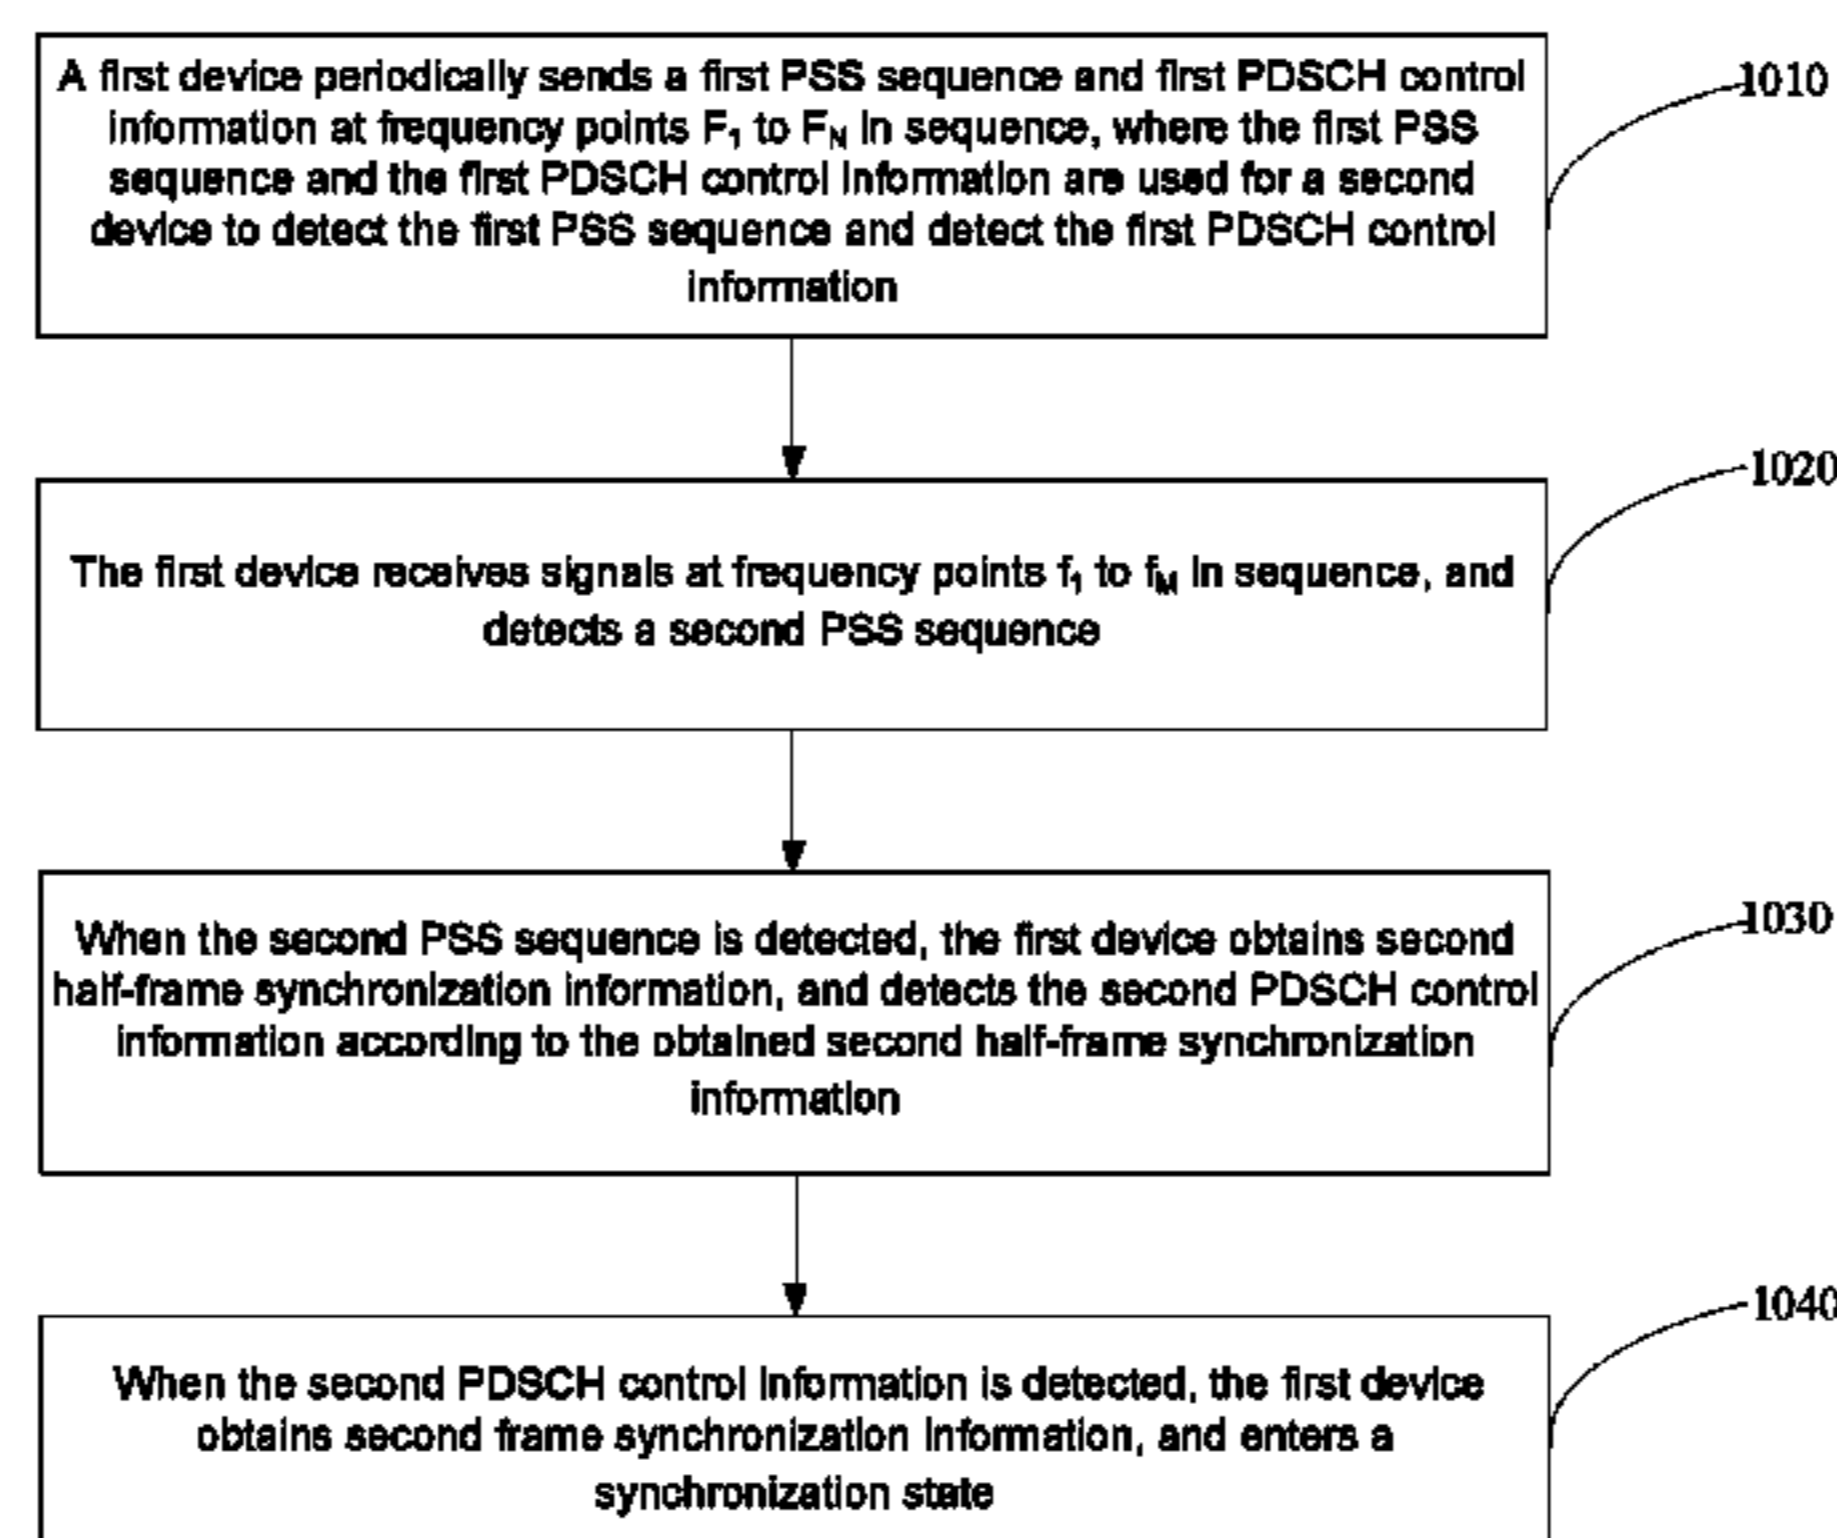 A first device periodically sends a first PSS sequence and first PDSCH control
information at frequency points F₁ to F_N in sequence, where the first PSS
sequence and the first PDSCH control information are used for a second
device to detect the first PSS sequence and detect the first PDSCH control
information
1010
The first device receives signals at frequency points f₁ to f_M in sequence, and
detects a second PSS sequence
1020
When the second PSS sequence is detected, the first device obtains second
half-frame synchronization information, and detects the second PDSCH control
information according to the obtained second half-frame synchronization
information
1030
When the second PDSCH control information is detected, the first device
obtains second frame synchronization information, and enters a
synchronization state
1040